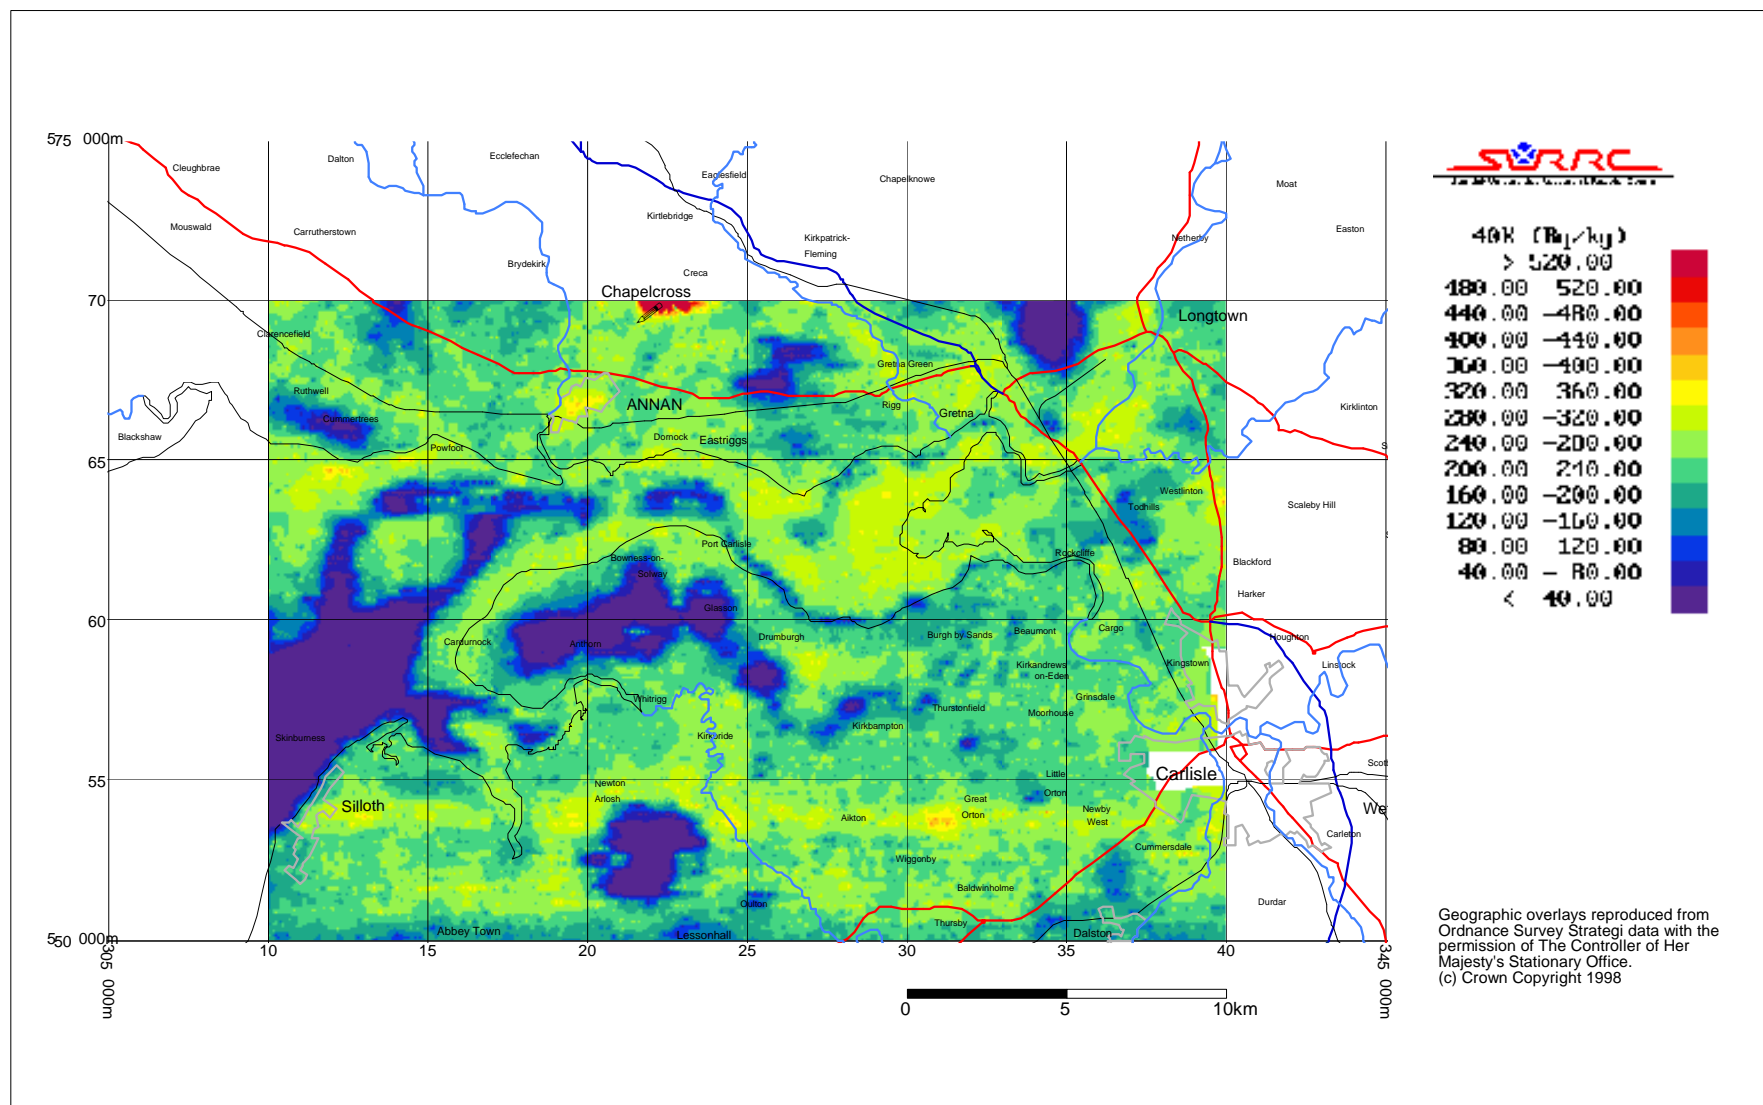 575 000m
Cleughbrae
Dalton
Ecclefechan
Eaglesfield
Chapelknowe
Moat
Mouswald
Carrutherstown
Kirtlebridge
Kirkpatrick-
Fleming
Netherby
Easton
Brydekirk
Creca
Chapelcross
70
Longtown
Clarencefield
Gretna Green
Ruthwell
ANNAN
Rigg
Gretna
Kirklinton
Cummertrees
Blackshaw
Powfoot
Dornock
Eastriggs
S
65
Westlinton
Todhills
Scaleby Hill
Port Carlisle
Bowness-on-
Solway
Rockcliffe
Blackford
Harker
Glasson
60
Cardurnock
Anthorn
Drumburgh
Burgh by Sands
Beaumont
Cargo
Houghton
Kirkandrews
-on-Eden
Kingstown
Linstock
Whitrigg
Thurstonfield
Grinsdale
Moorhouse
Skinburness
Kirkbride
Kirkbampton
55
Newton
Arlosh
Little
Orton
Carlisle
Scot
Silloth
Great
Orton
Aikton
Newby
West
We
Carleton
Wiggonby
Cummersdale
Baldwinholme
Oulton
Durdar
Abbey Town
Lessonhall
Thursby
Dalston
550 000m
305 000m
10
15
20
25
30
35
40
345 000m
0
5
10km
SURRC
40K (Bq/kg)
> 520.00
480.00 520.00
440.00 -480.00
400.00 -440.00
360.00 -400.00
320.00 360.00
280.00 -320.00
240.00 -280.00
200.00 240.00
160.00 -200.00
120.00 -160.00
80.00 120.00
40.00 - 80.00
< 40.00
Geographic overlays reproduced from
Ordnance Survey Strategi data with the
permission of The Controller of Her
Majesty's Stationary Office.
(c) Crown Copyright 1998